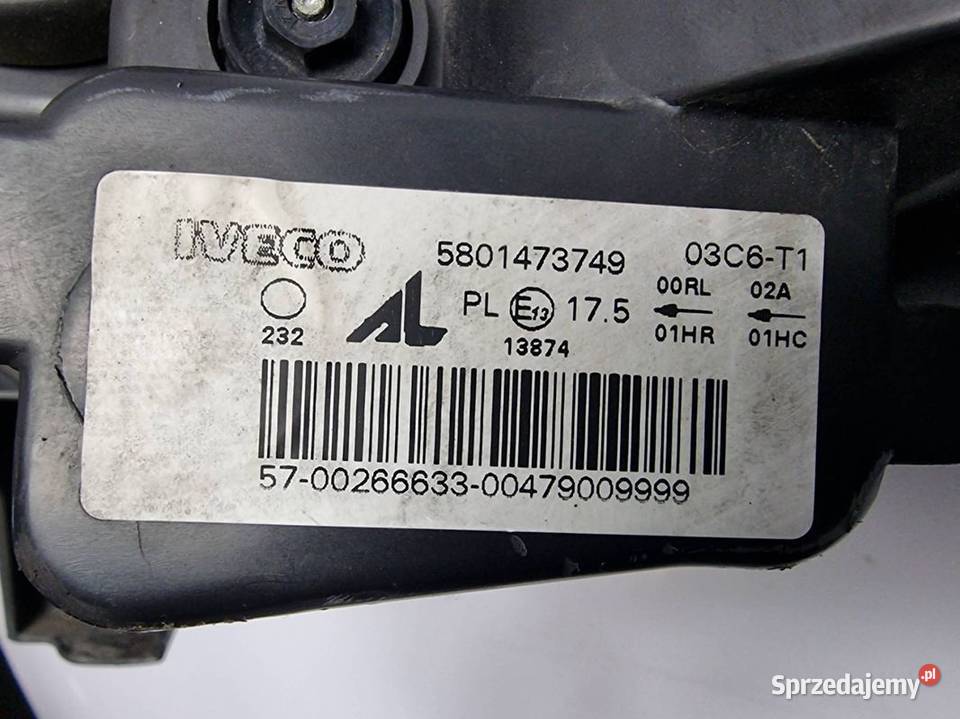 IVECO 5801473749 03C6-T1
00RL 02A
232 AL PL E13 17.5
01HR 01HC
13874
57-00266633-00479009999
Sprzedajemy.pl